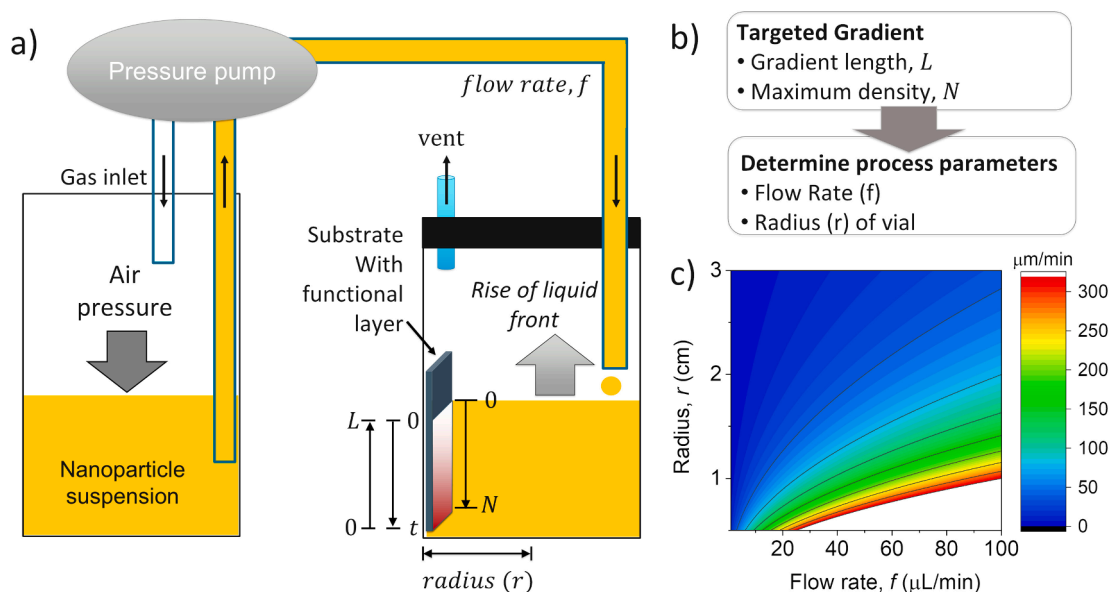 a)
Pressure pump
flow rate, f
vent
Gas inlet
Substrate
With
functional
layer
Air
pressure
Rise of liquid
front
0
L
0
Nanoparticle
suspension
N
0
t
radius (r)
b)
Targeted Gradient
• Gradient length, L
• Maximum density, N
Determine process parameters
• Flow Rate (f)
• Radius (r) of vial
c)
μm/min
3
2
1
Radius, r (cm)
20
40
60
80
100
Flow rate, f (μL/min)
300
250
200
150
100
50
0